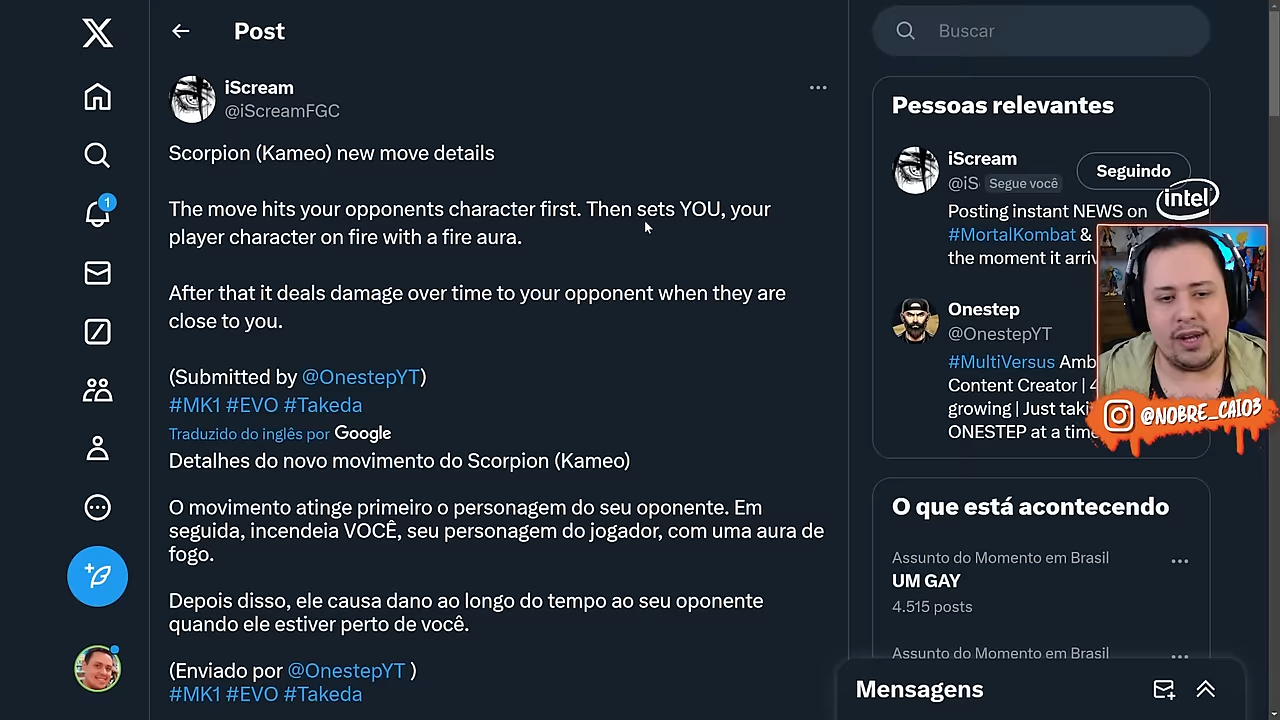 Post
Buscar
iScream
@iScreamFGC
Scorpion (Kameo) new move details
The move hits your opponents character first. Then sets YOU, your
player character on fire with a fire aura.
After that it deals damage over time to your opponent when they are
close to you.
(Submitted by @OnestepYT)
#MK1 #EVO #Takeda
Traduzido do inglês por Google
Detalhes do novo movimento do Scorpion (Kameo)
O movimento atinge primeiro o personagem do seu oponente. Em
seguida, incendeia VOCÊ, seu personagem do jogador, com uma aura de
fogo.
Depois disso, ele causa dano ao longo do tempo ao seu oponente
quando ele estiver perto de você.
(Enviado por @OnestepYT )
#MK1 #EVO #Takeda
1
Pessoas relevantes
iScream
@iS Segue você
Seguindo
Posting instant NEWS on
#MortalKombat &
the moment it arriv
intel
Onestep
@OnestepYT
#MultiVersus Amb
Content Creator | 4
growing | Just taki
ONESTEP at a time
@NOBRE_CAIO3
O que está acontecendo
Assunto do Momento em Brasil
UM GAY
4.515 posts
Assunto do Momento em Brasil
Mensagens